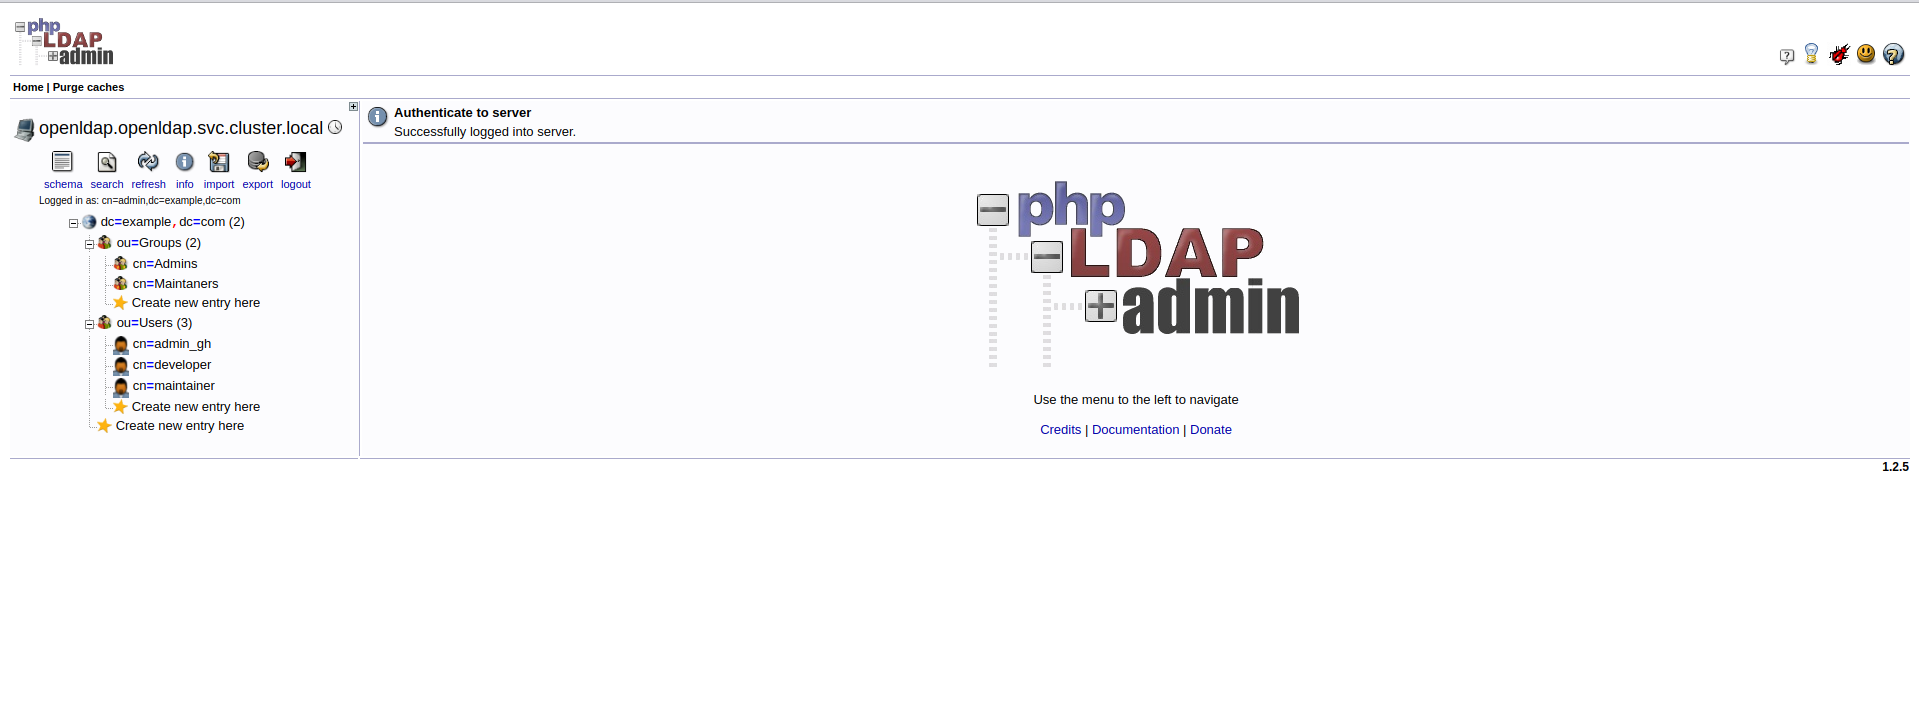 php
LDAP
admin
Home | Purge caches
openldap.openldap.svc.cluster.local
schema search refresh info import export logout
Logged in as: cn=admin,dc=example,dc=com
dc=example,dc=com (2)
ou=Groups (2)
cn=Admins
cn=Maintaners
Create new entry here
ou=Users (3)
cn=admin_gh
cn=developer
cn=maintainer
Create new entry here
Create new entry here
Authenticate to server
Successfully logged into server.
php
LDAP
admin
Use the menu to the left to navigate
Credits | Documentation | Donate
1.2.5